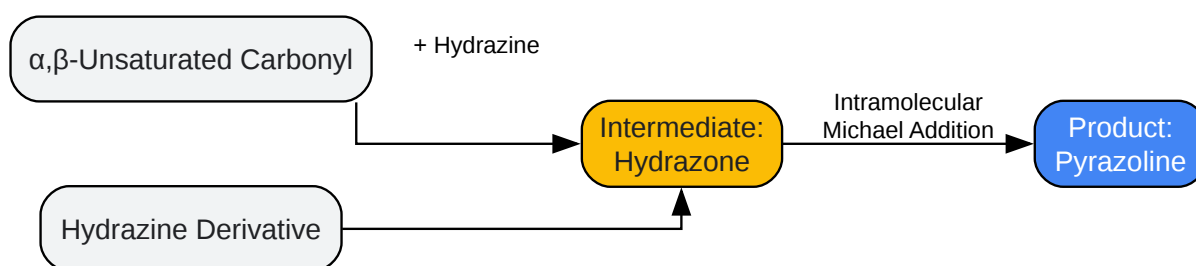 α,β-Unsaturated Carbonyl
+ Hydrazine
Hydrazine Derivative
Intermediate:
Hydrazone
Intramolecular
Michael Addition
Product:
Pyrazoline